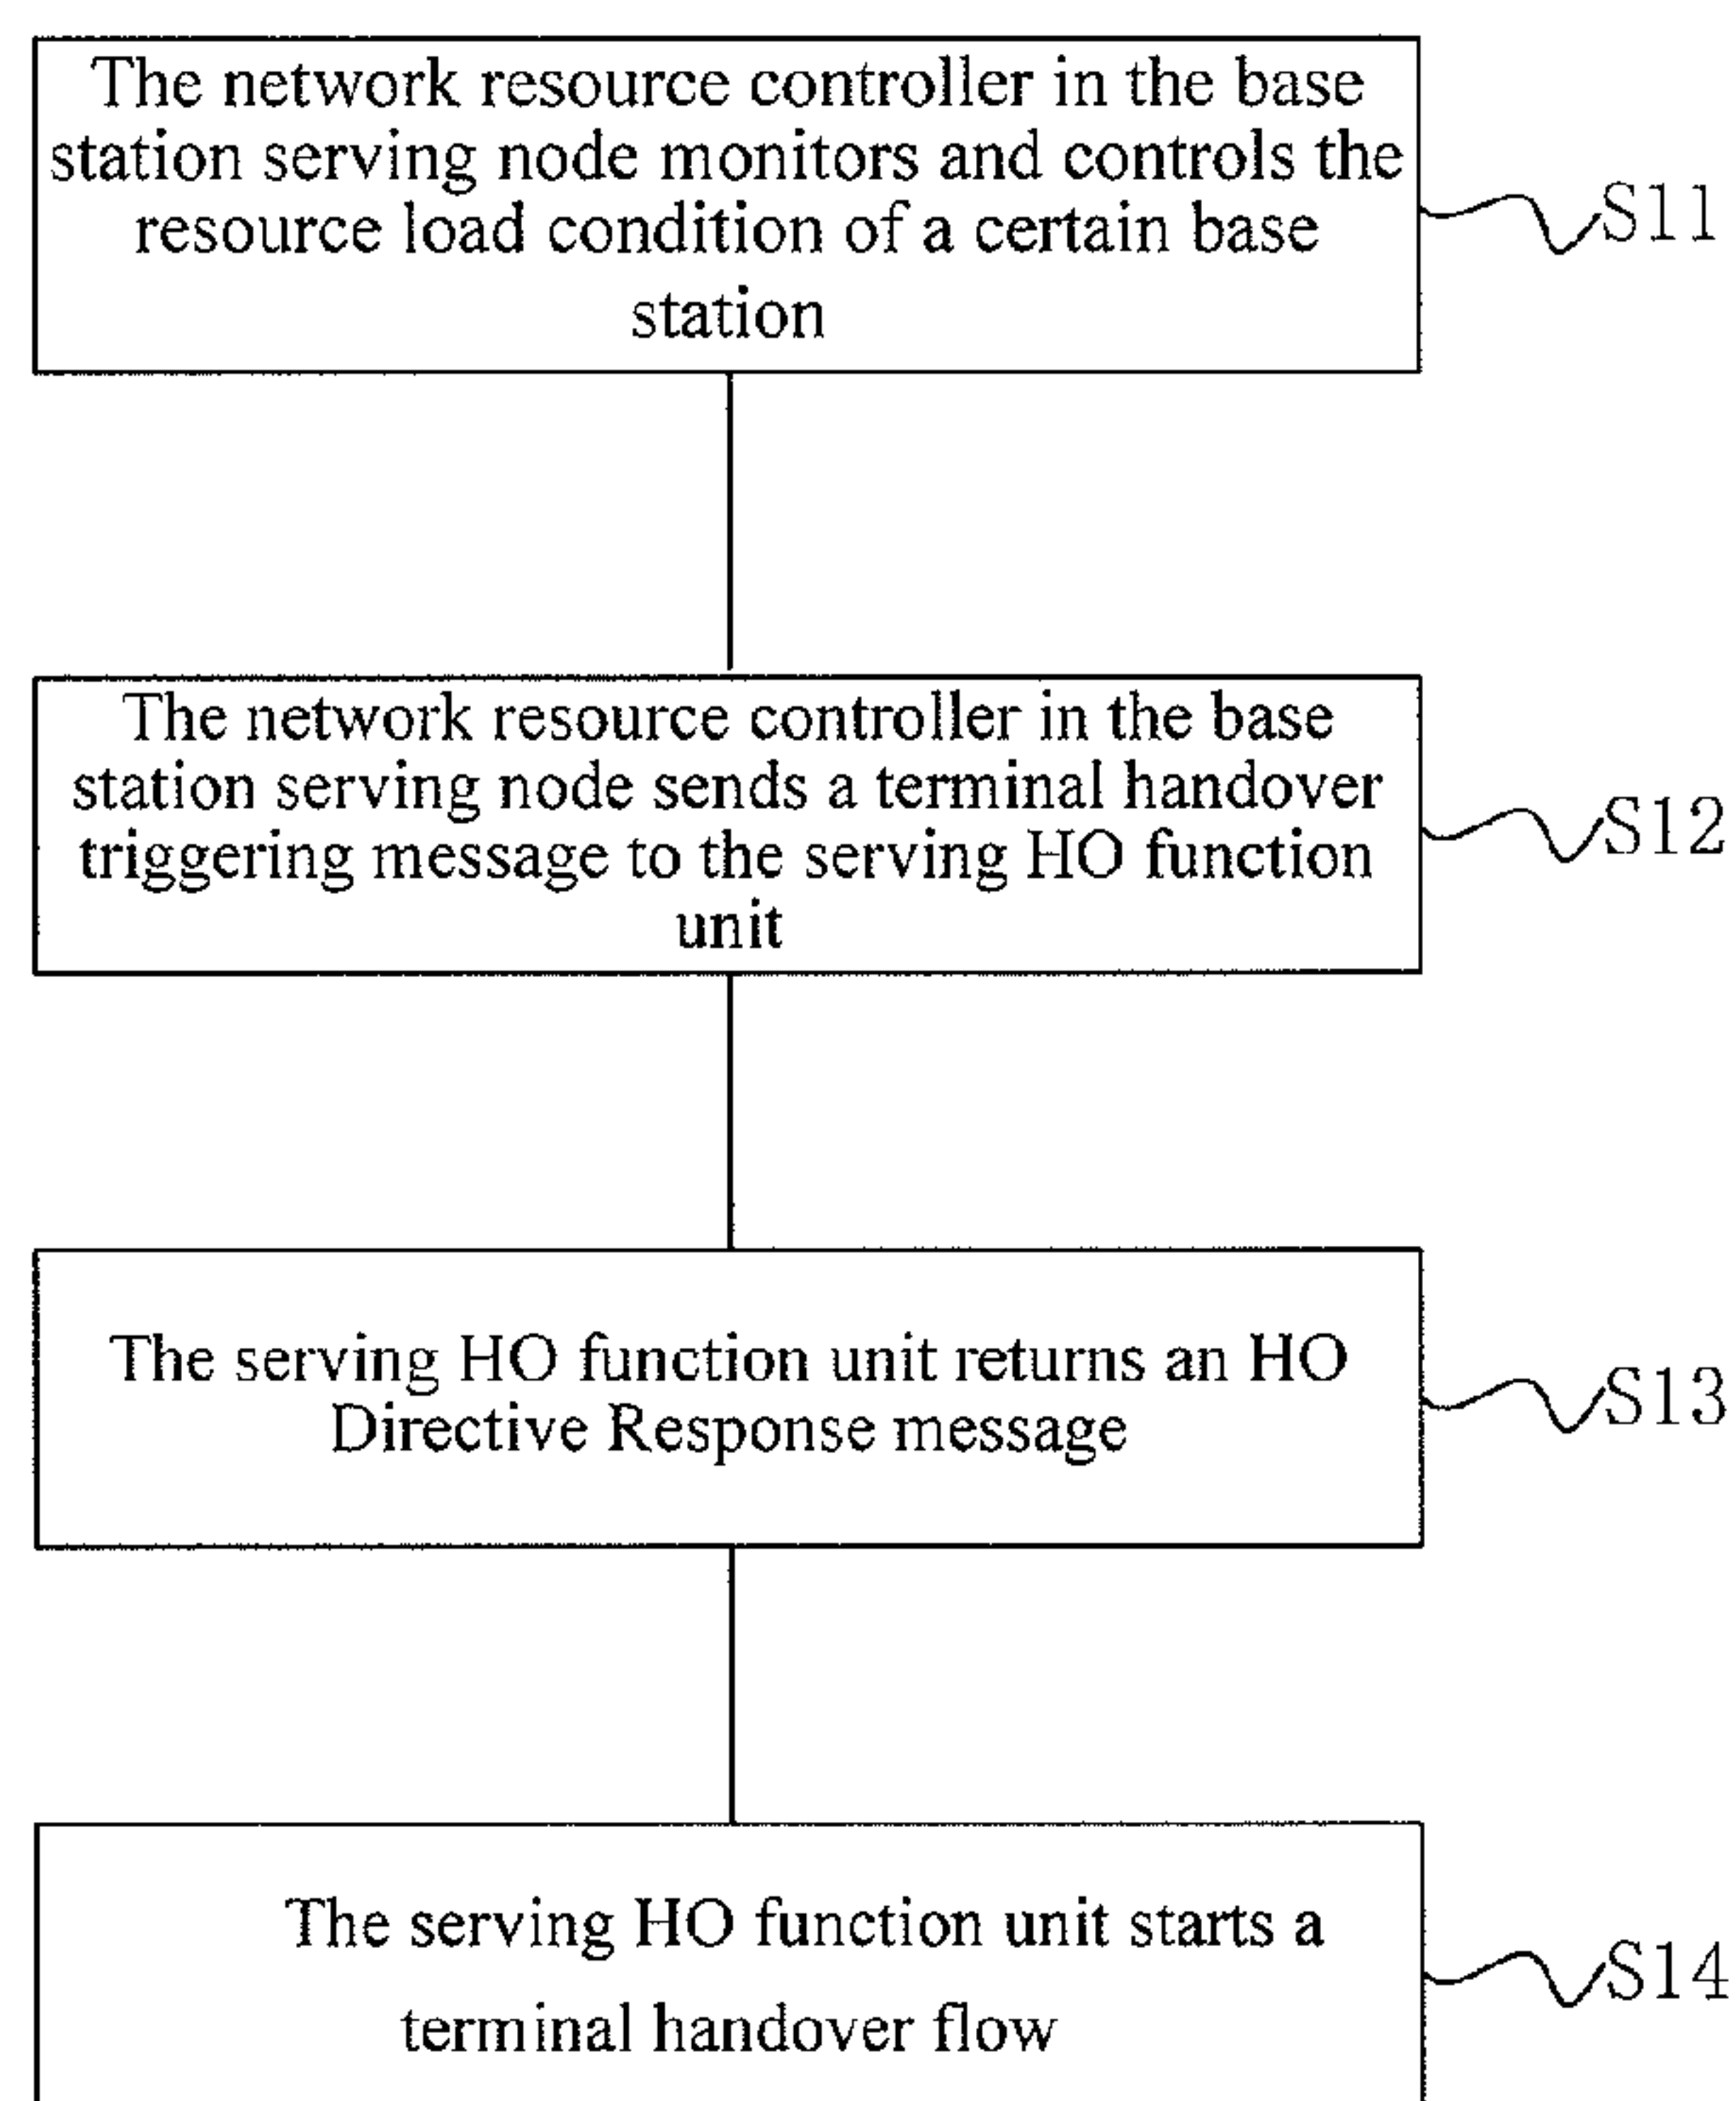 The network resource controller in the base
station serving node monitors and controls the
resource load condition of a certain base
station
S11
The network resource controller in the base
station serving node sends a terminal handover
triggering message to the serving HO function
unit
S12
The serving HO function unit returns an HO
Directive Response message
S13
The serving HO function unit starts a
terminal handover flow
S14